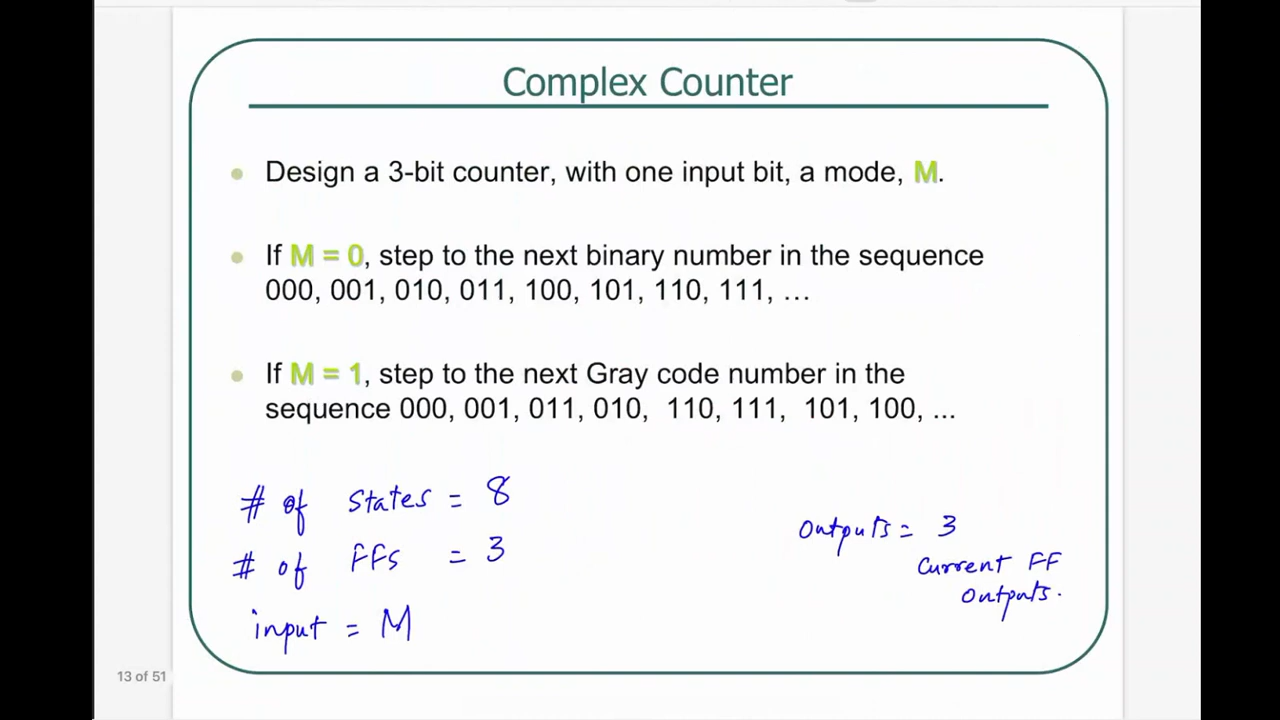 Complex Counter
Design a 3-bit counter, with one input bit, a mode, M.
If M = 0, step to the next binary number in the sequence
000, 001, 010, 011, 100, 101, 110, 111, …
If M = 1, step to the next Gray code number in the
sequence 000, 001, 011, 010, 110, 111, 101, 100, ...
# of States = 8
# of FFs = 3
input = M
Outputs = 3
Current FF
Outputs.
13 of 51